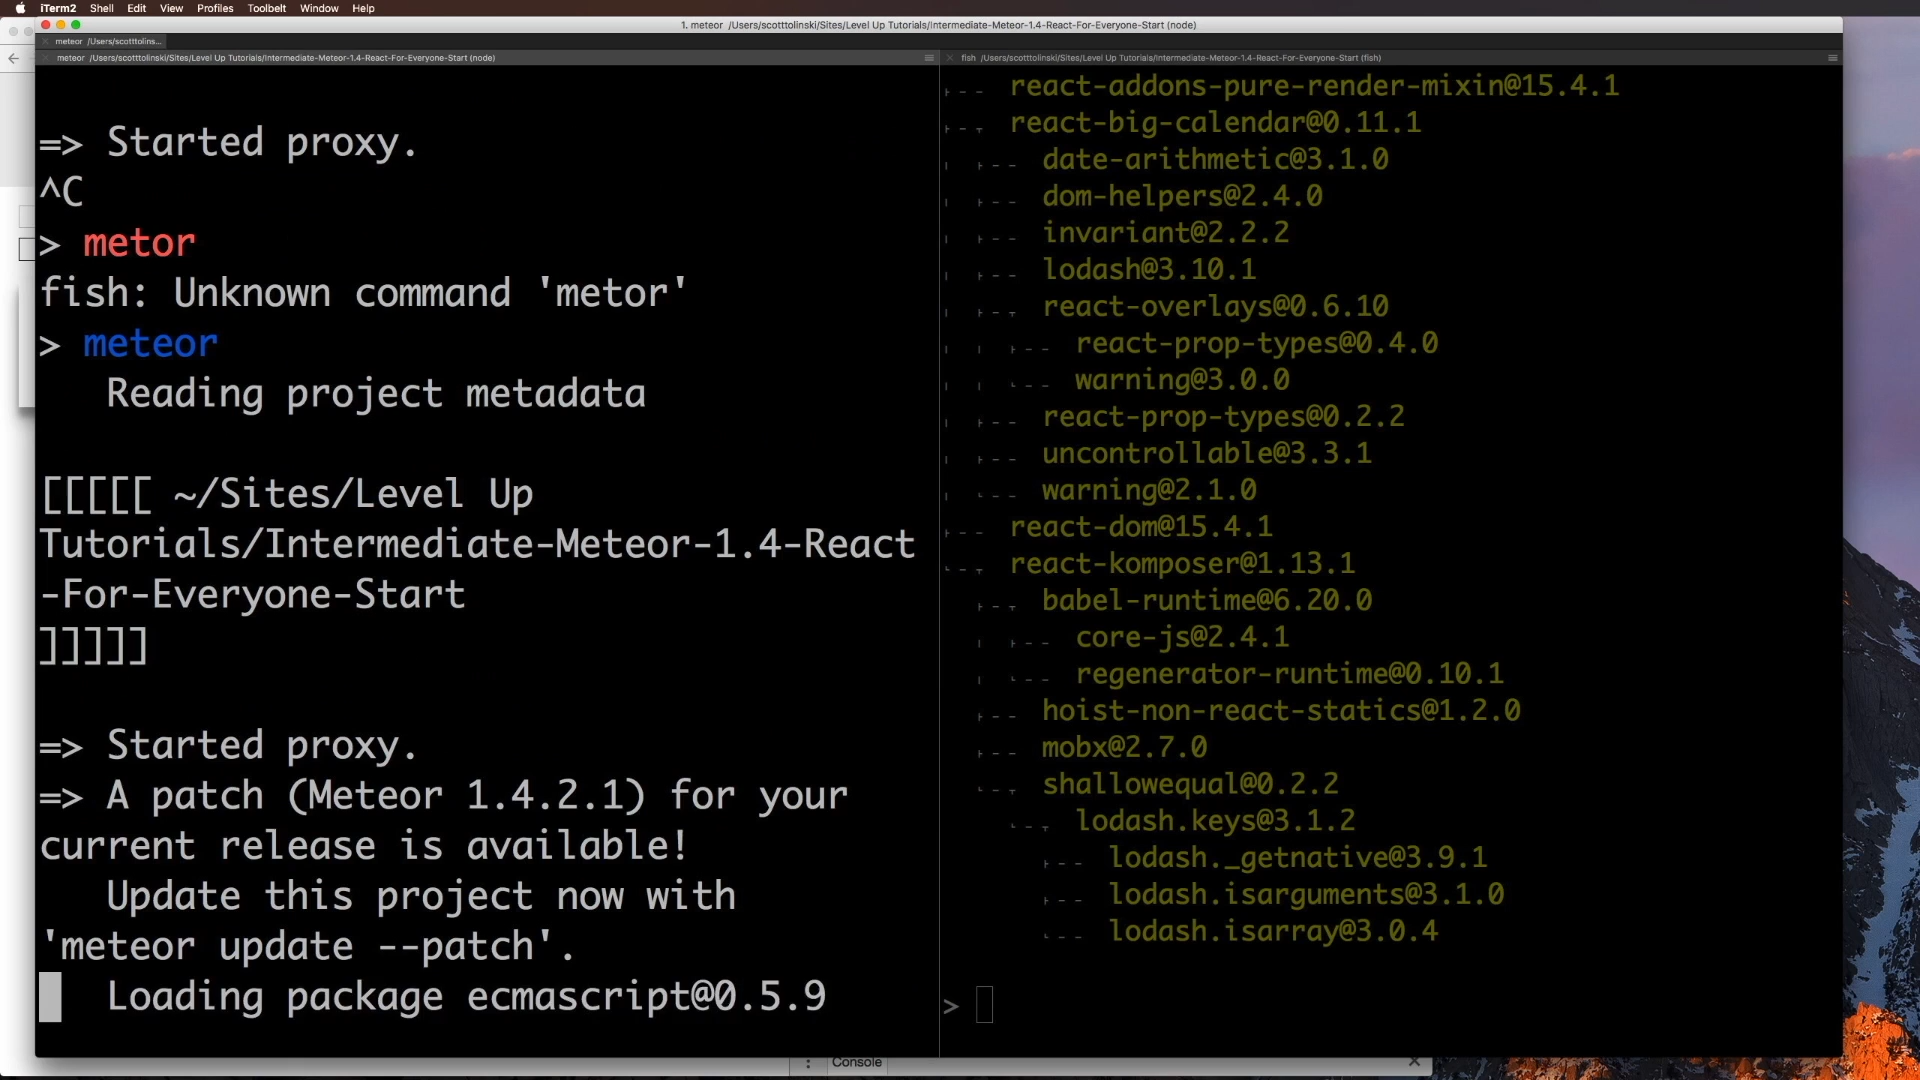 iTerm2 Shell Edit View Profiles Toolbelt Window Help
1. meteor /Users/scotttolinski/Sites/Level Up Tutorials/Intermediate-Meteor-1.4-React-For-Everyone-Start (node)
meteor /Users/scotttolins...
meteor /Users/scotttolinski/Sites/Level Up Tutorials/Intermediate-Meteor-1.4-React-For-Everyone-Start (node)
=> Started proxy.
^C
> metor
fish: Unknown command 'metor'
> meteor
Reading project metadata
[[[[[ ~/Sites/Level Up
Tutorials/Intermediate-Meteor-1.4-React
-For-Everyone-Start
]]]]]
=> Started proxy.
=> A patch (Meteor 1.4.2.1) for your
current release is available!
Update this project now with
'meteor update --patch'.
Loading package ecmascript@0.5.9
fish /Users/scotttolinski/Sites/Level Up Tutorials/Intermediate-Meteor-1.4-React-For-Everyone-Start (fish)
react-addons-pure-render-mixin@15.4.1
react-big-calendar@0.11.1
date-arithmetic@3.1.0
dom-helpers@2.4.0
invariant@2.2.2
lodash@3.10.1
react-overlays@0.6.10
react-prop-types@0.4.0
warning@3.0.0
react-prop-types@0.2.2
uncontrollable@3.3.1
warning@2.1.0
react-dom@15.4.1
react-komposer@1.13.1
babel-runtime@6.20.0
core-js@2.4.1
regenerator-runtime@0.10.1
hoist-non-react-statics@1.2.0
mobx@2.7.0
shallowequal@0.2.2
lodash.keys@3.1.2
lodash._getnative@3.9.1
lodash.isarguments@3.1.0
lodash.isarray@3.0.4
>
Console